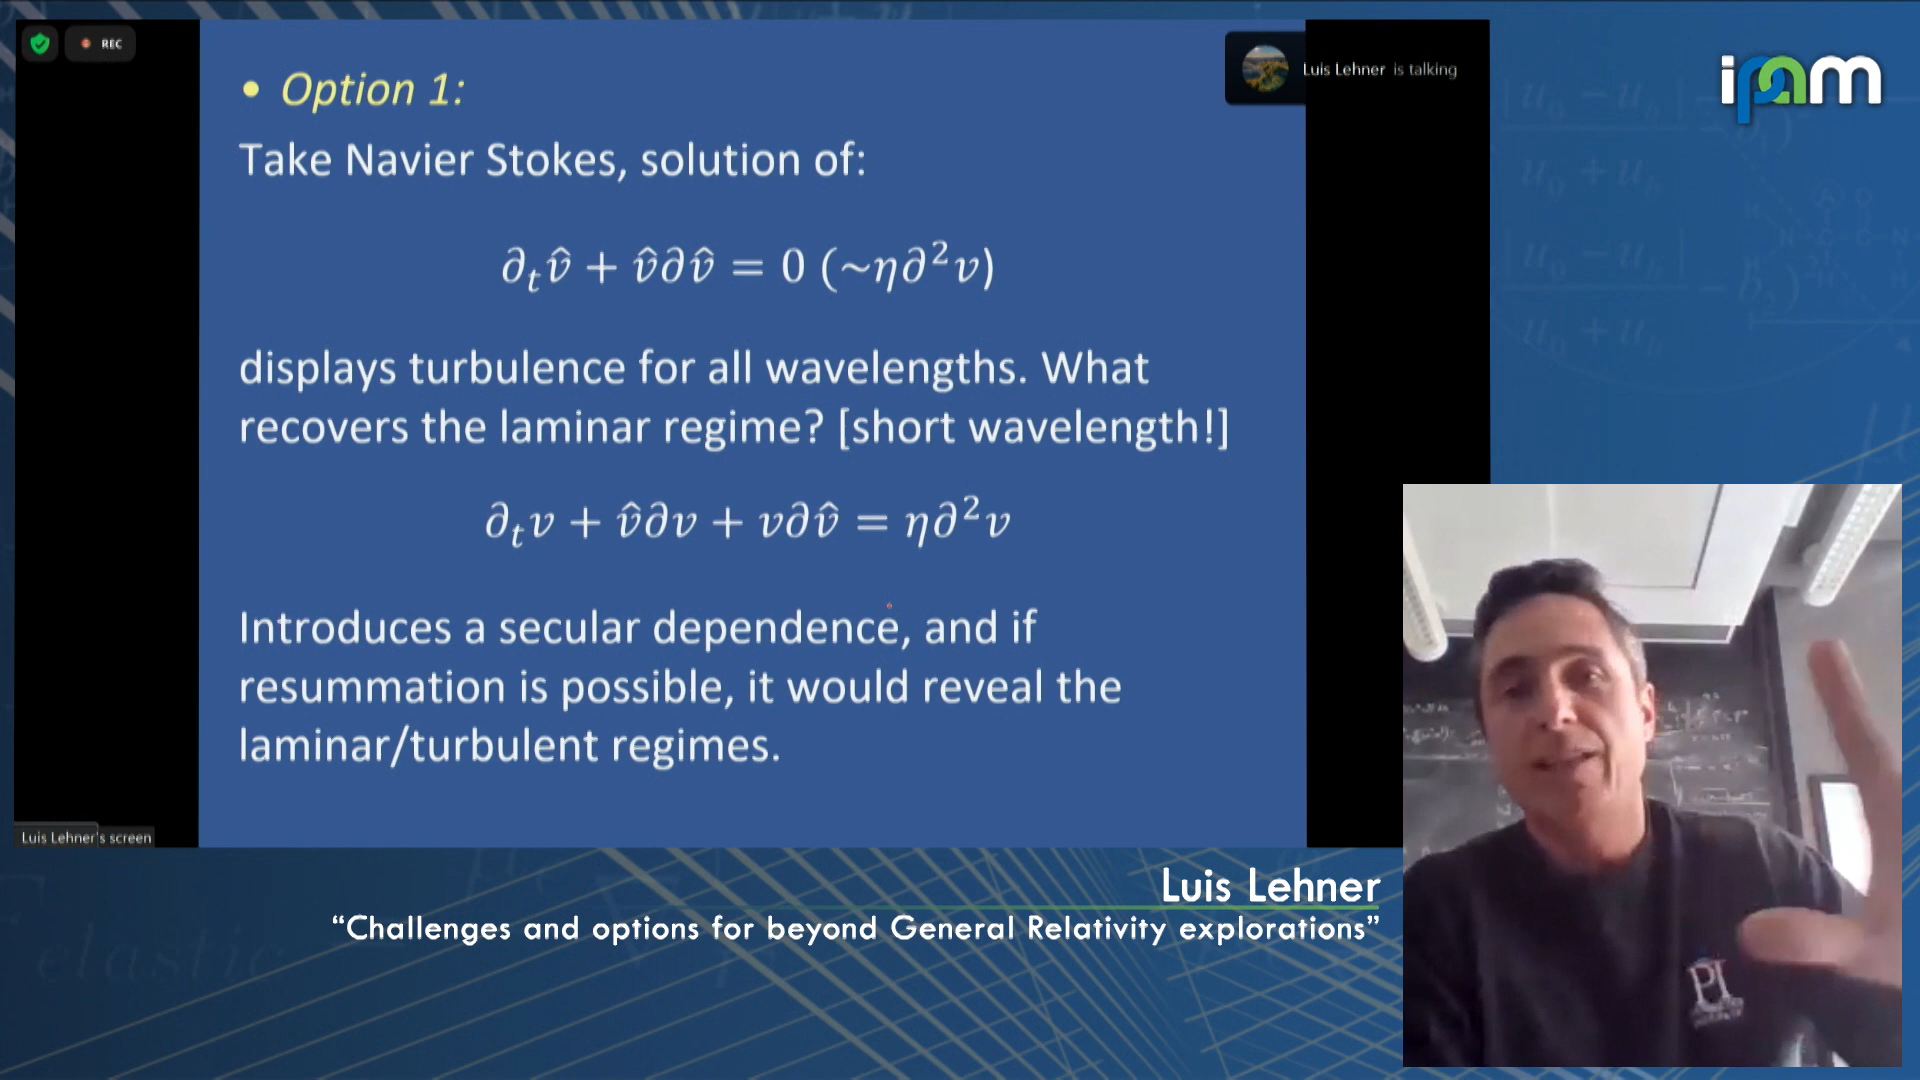 REC
Luis Lehner is talking
ipam
• Option 1:
Take Navier Stokes, solution of:
∂ₜv̂ + v̂∂v̂ = 0 (~η∂²v)
displays turbulence for all wavelengths. What
recovers the laminar regime? [short wavelength!]
∂ₜv + v̂∂v + v∂v̂ = η∂²v
Introduces a secular dependence, and if
resummation is possible, it would reveal the
laminar/turbulent regimes.
Luis Lehner's screen
Luis Lehner
“Challenges and options for beyond General Relativity explorations”
PI
elastic